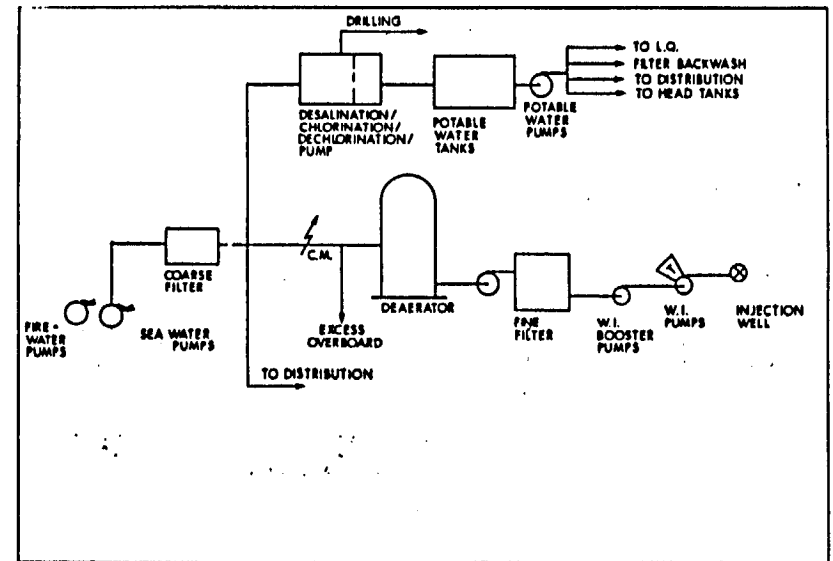 DRILLING
TO L.Q.
FILTER BACKWASH
TO DISTRIBUTION
TO HEAD TANKS
DESALINATION/
CHLORINATION/
DECHLORINATION/
PUMP
POTABLE
WATER
TANKS
POTABLE
WATER
PUMPS
COARSE
FILTER
C.M.
DEAERATOR
EXCESS
OVERBOARD
FIRE-
WATER
PUMPS
SEA WATER
PUMPS
FINE
FILTER
W.I.
BOOSTER
PUMPS
T
W.I.
PUMPS
INJECTION
WELL
TO DISTRIBUTION